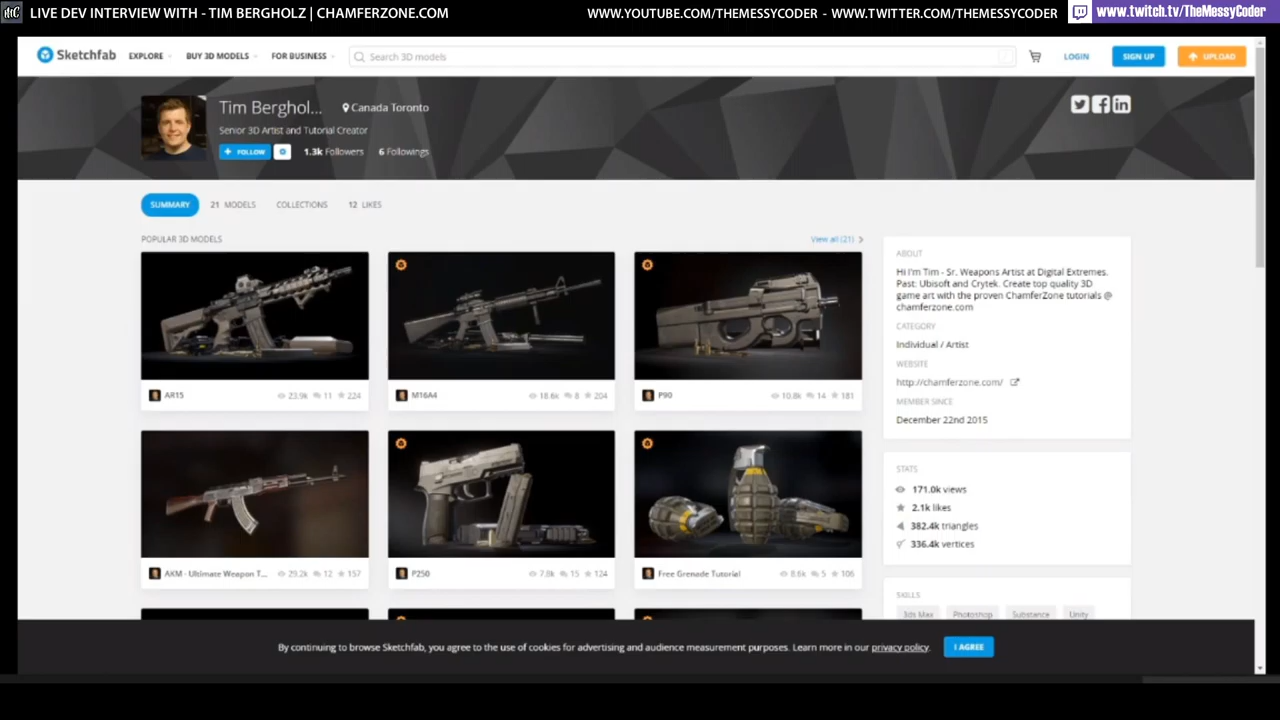 LIVE DEV INTERVIEW WITH - TIM BERGHOLZ | CHAMFERZONE.COM
WWW.YOUTUBE.COM/THEMESSYCODER - WWW.TWITTER.COM/THEMESSYCODER
www.twitch.tv/TheMessyCoder
Sketchfab EXPLORE BUY 3D MODELS FOR BUSINESS Search 3D models LOGIN SIGN UP UPLOAD
Tim Berghol... Canada Toronto
Senior 3D Artist and Tutorial Creator
+ FOLLOW 1.3k Followers 6 Followings
SUMMARY 21 MODELS COLLECTIONS 12 LIKES
POPULAR 3D MODELS View all (21)
AR15 23.9k 11 224
M16A4 18.6k 8 204
P90 10.8k 14 181
AKM - Ultimate Weapon T... 29.2k 12 157
P250 7.8k 15 124
Free Grenade Tutorial 8.6k 5 106
ABOUT
Hi I'm Tim - Sr. Weapons Artist at Digital Extremes.
Past: Ubisoft and Crytek. Create top quality 3D
game art with the proven ChamferZone tutorials @
chamferzone.com
CATEGORY
Individual / Artist
WEBSITE
http://chamferzone.com/
MEMBER SINCE
December 22nd 2015
STATS
171.0k views
2.1k likes
382.4k triangles
336.4k vertices
SKILLS
3ds Max Photoshop Substance Unity
By continuing to browse Sketchfab, you agree to the use of cookies for advertising and audience measurement purposes. Learn more in our privacy policy. I AGREE